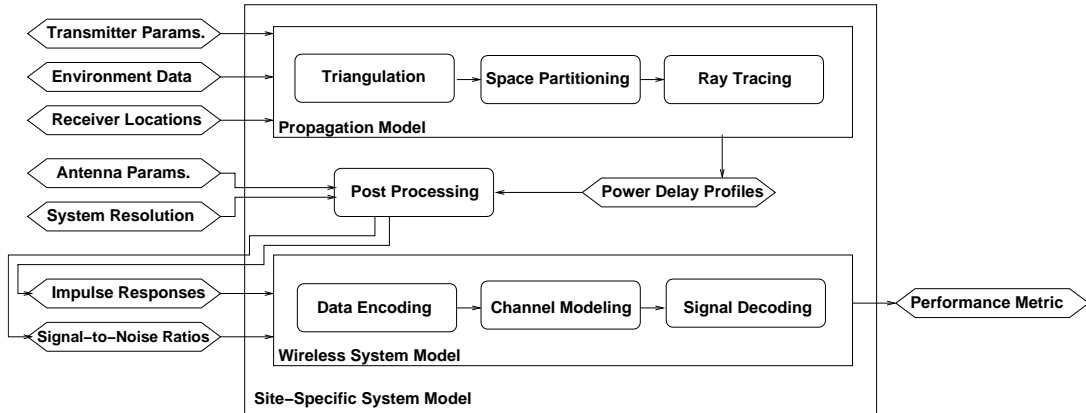 Transmitter Params.
Environment Data
Receiver Locations
Triangulation
Space Partitioning
Ray Tracing
Propagation Model
Antenna Params.
System Resolution
Post Processing
Power Delay Profiles
Impulse Responses
Signal−to−Noise Ratios
Data Encoding
Channel Modeling
Signal Decoding
Wireless System Model
Performance Metric
Site−Specific System Model